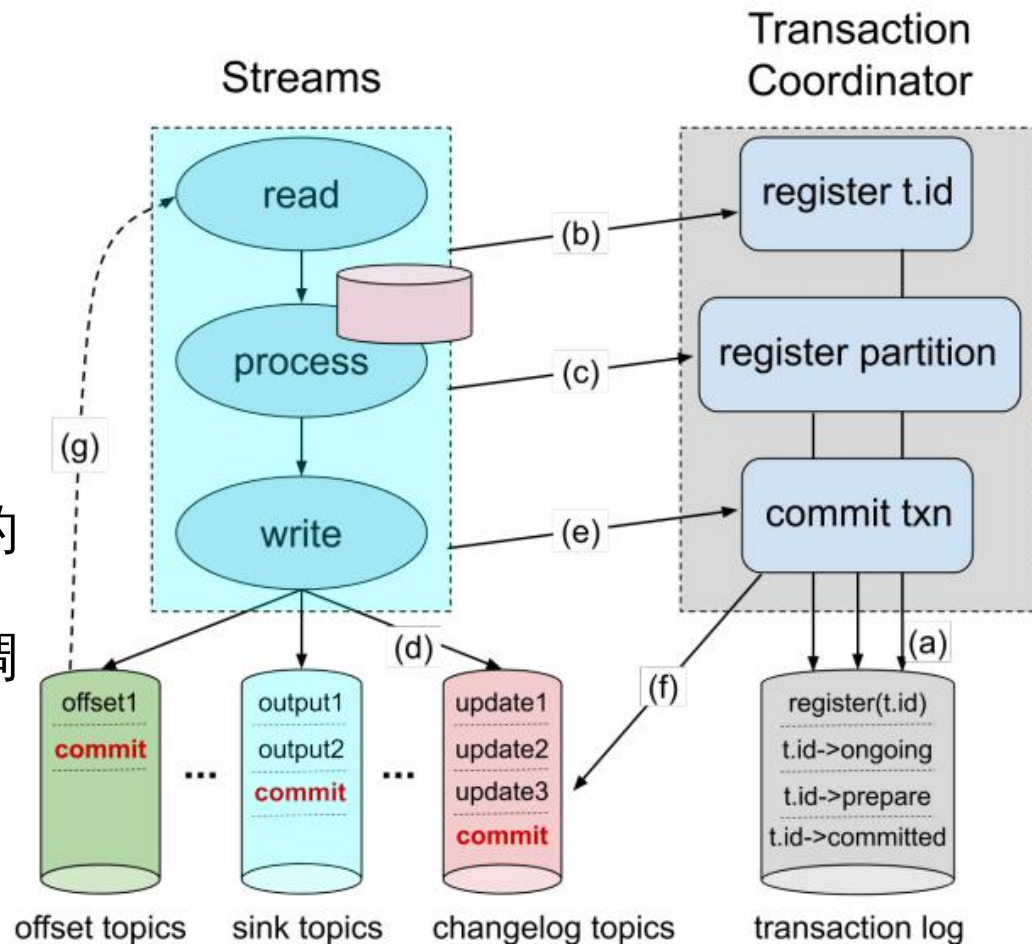 Streams
Transaction
Coordinator
read
register t.id
(b)
process
register partition
(c)
(g)
write
commit txn
(e)
的
(d)
(a)
(f)
offset1
commit
...
output1
output2
commit
...
update1
update2
update3
commit
register(t.id)
t.id->ongoing
t.id->prepare
t.id->committed
offset topics
sink topics
changelog topics
transaction log